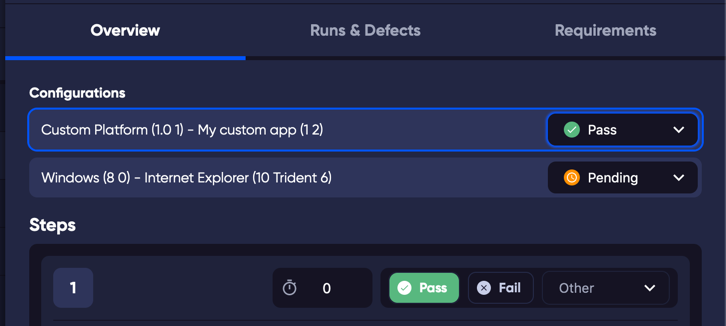 Overview Runs & Defects Requirements
Configurations
Custom Platform (1.0 1) - My custom app (1 2) Pass
Windows (8 0) - Internet Explorer (10 Trident 6) Pending
Steps
1 0 Pass Fail Other